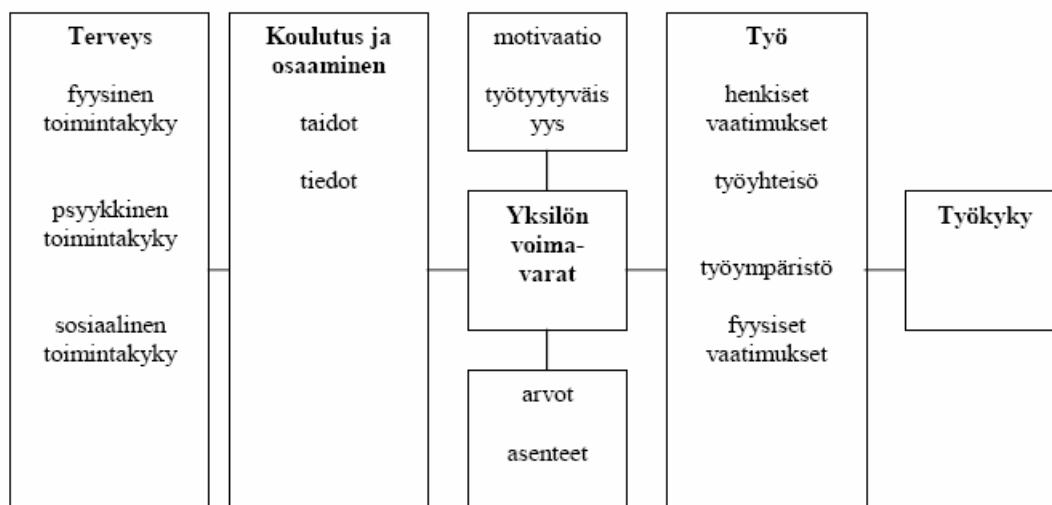 Terveys
fyysinen
toimintakyky
psyykkinen
toimintakyky
sosiaalinen
toimintakyky
Koulutus ja
osaaminen
taidot
tiedot
motivaatio
työtyytyväis
yys
Yksilön
voima-
varat
arvot
asenteet
Työ
henkiset
vaatimukset
työyhteisö
työympäristö
fyysiset
vaatimukset
Työkyky